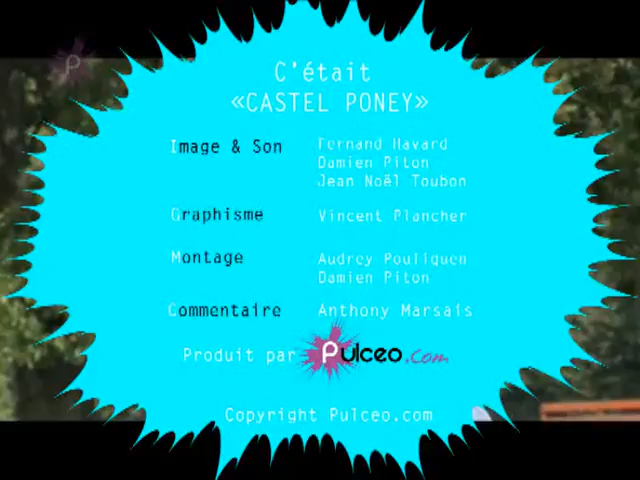 C'était
«CASTEL PONEY»
Image & Son Fernand Havard
Damien Piton
Jean Noël Toubon
Graphisme Vincent Plancher
Montage Audrey Pouliquen
Damien Piton
Commentaire Anthony Marsais
Produit par Pulceo.com
Copyright Pulceo.com